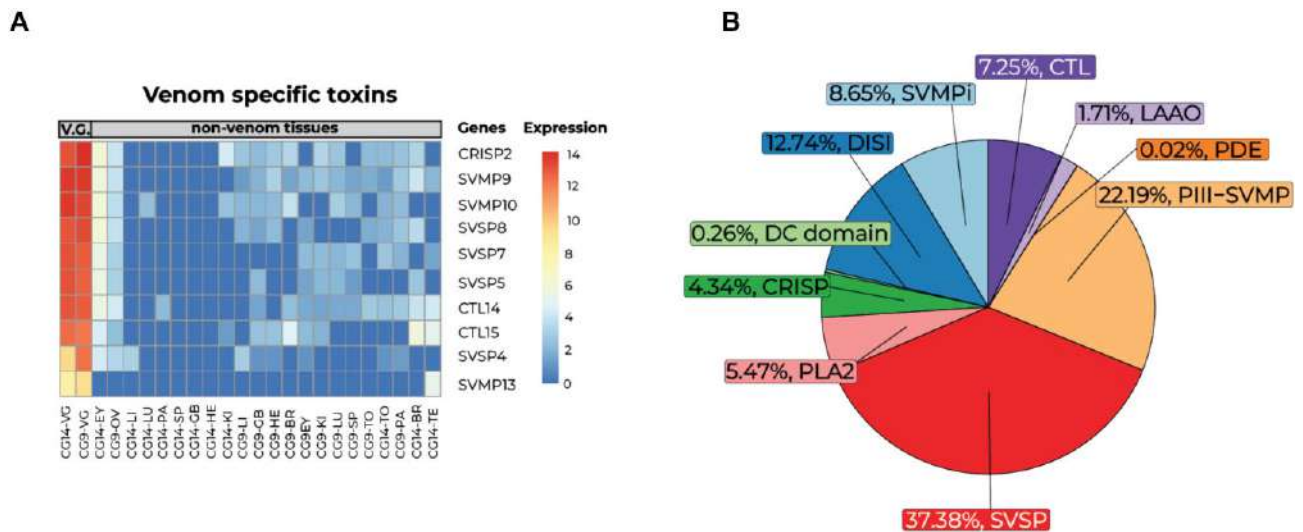 A
B
Venom specific toxins
V.G. non-venom tissues
Genes Expression
CRISP2
SVMP9
SVMP10
SVSP8
SVSP7
SVSP5
CTL14
CTL15
SVSP4
SVMP13
14
12
10
8
6
4
2
0
CG14-VG
CG9-VG
CG14-EY
CG9-OV
CG14-LI
CG14-LU
CG14-PA
CG14-SP
CG14-GB
CG14-HE
CG14-KI
CG9-LI
CG9-GB
CG9-HE
CG9-BR
CG9EY
CG9-KI
CG9-LU
CG9-SP
CG9-TO
CG14-TO
CG9-PA
CG14-BR
CG14-TE
7.25%, CTL
8.65%, SVMPi
1.71%, LAAO
12.74%, DISI
0.02%, PDE
22.19%, PIII-SVMP
0.26%, DC domain
4.34%, CRISP
5.47%, PLA2
37.38%, SVSP